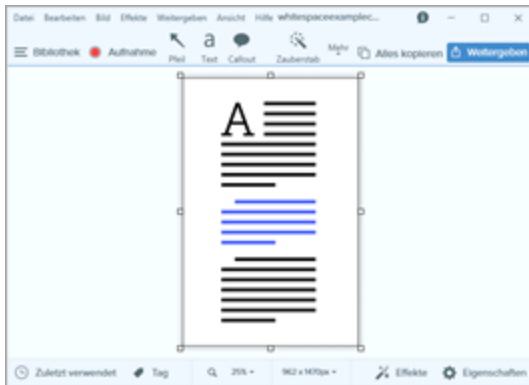 Datei Bearbeiten Bild Effekte Weitergeben Ansicht Hilfe whitespaceexamplec...
Bibliothek Aufnahme Pfeil Text Callout Zauberstab Mehr Alles kopieren Weitergeben
A
Zuletzt verwendet Tag 25% 962 x 1470px Effekte Eigenschaften